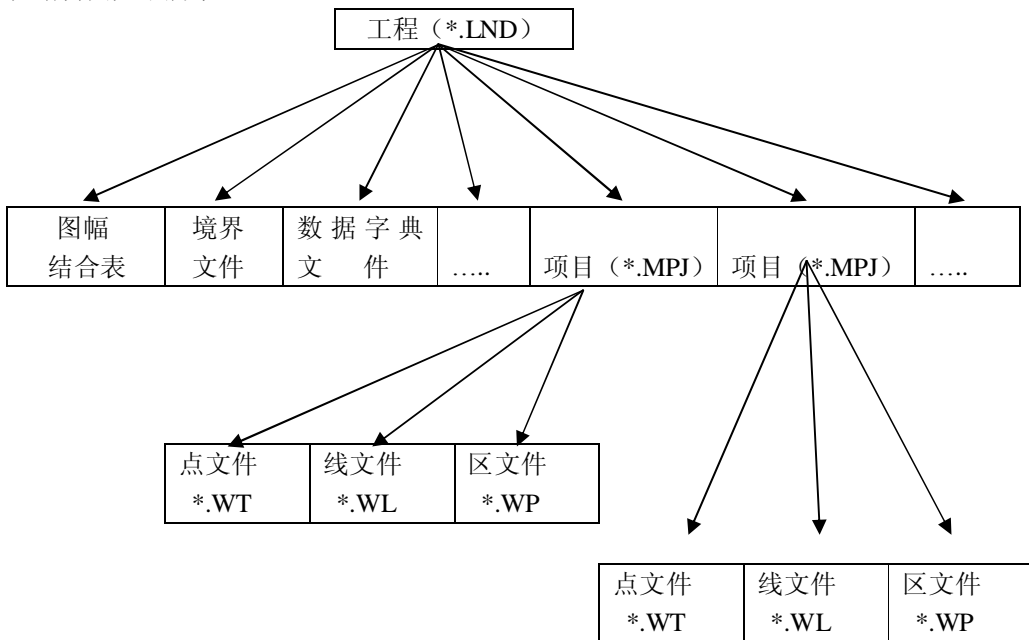 工程（*.LND）
图幅 境界 数据字典
结合表 文件 文件 ….. 项目（*.MPJ） 项目（*.MPJ） …..
点文件 线文件 区文件
*.WT *.WL *.WP
点文件 线文件 区文件
*.WT *.WL *.WP